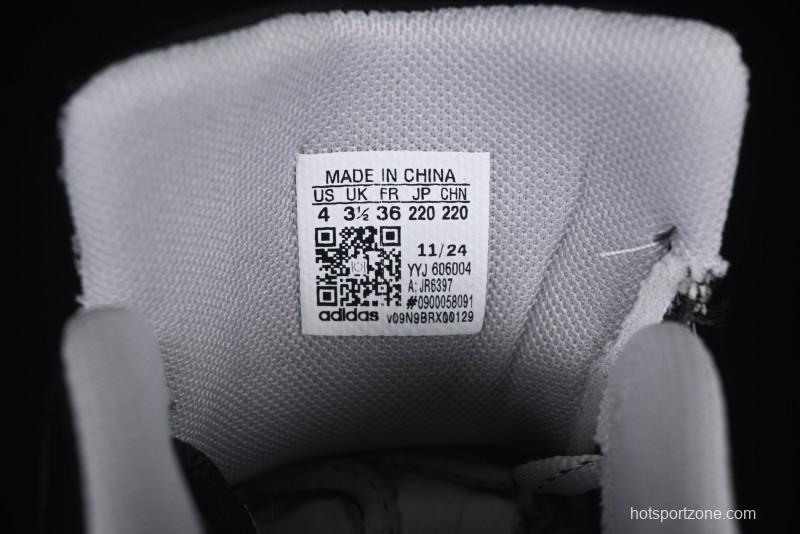 MADE IN CHINA
US UK FR JP CHN
4 3½ 36 220 220
11/24
YYJ 606004
A: JR6397
#0900058091
adidas v09N9BRX00129
hotsportzone.com